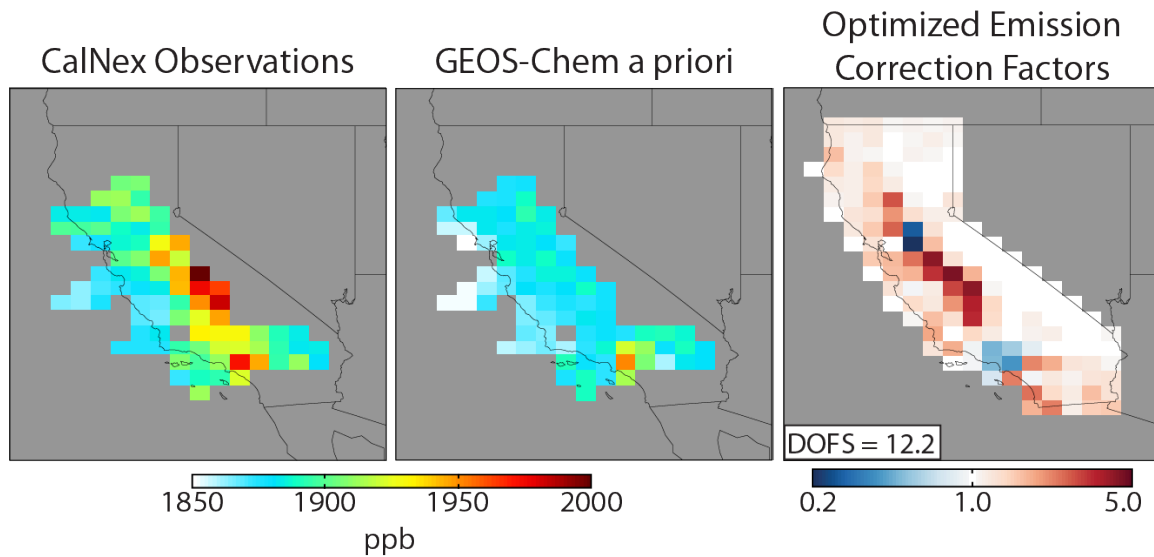 CalNex Observations
GEOS-Chem a priori
Optimized Emission
Correction Factors
DOFS = 12.2
1850
1900
1950
2000
ppb
0.2
1.0
5.0